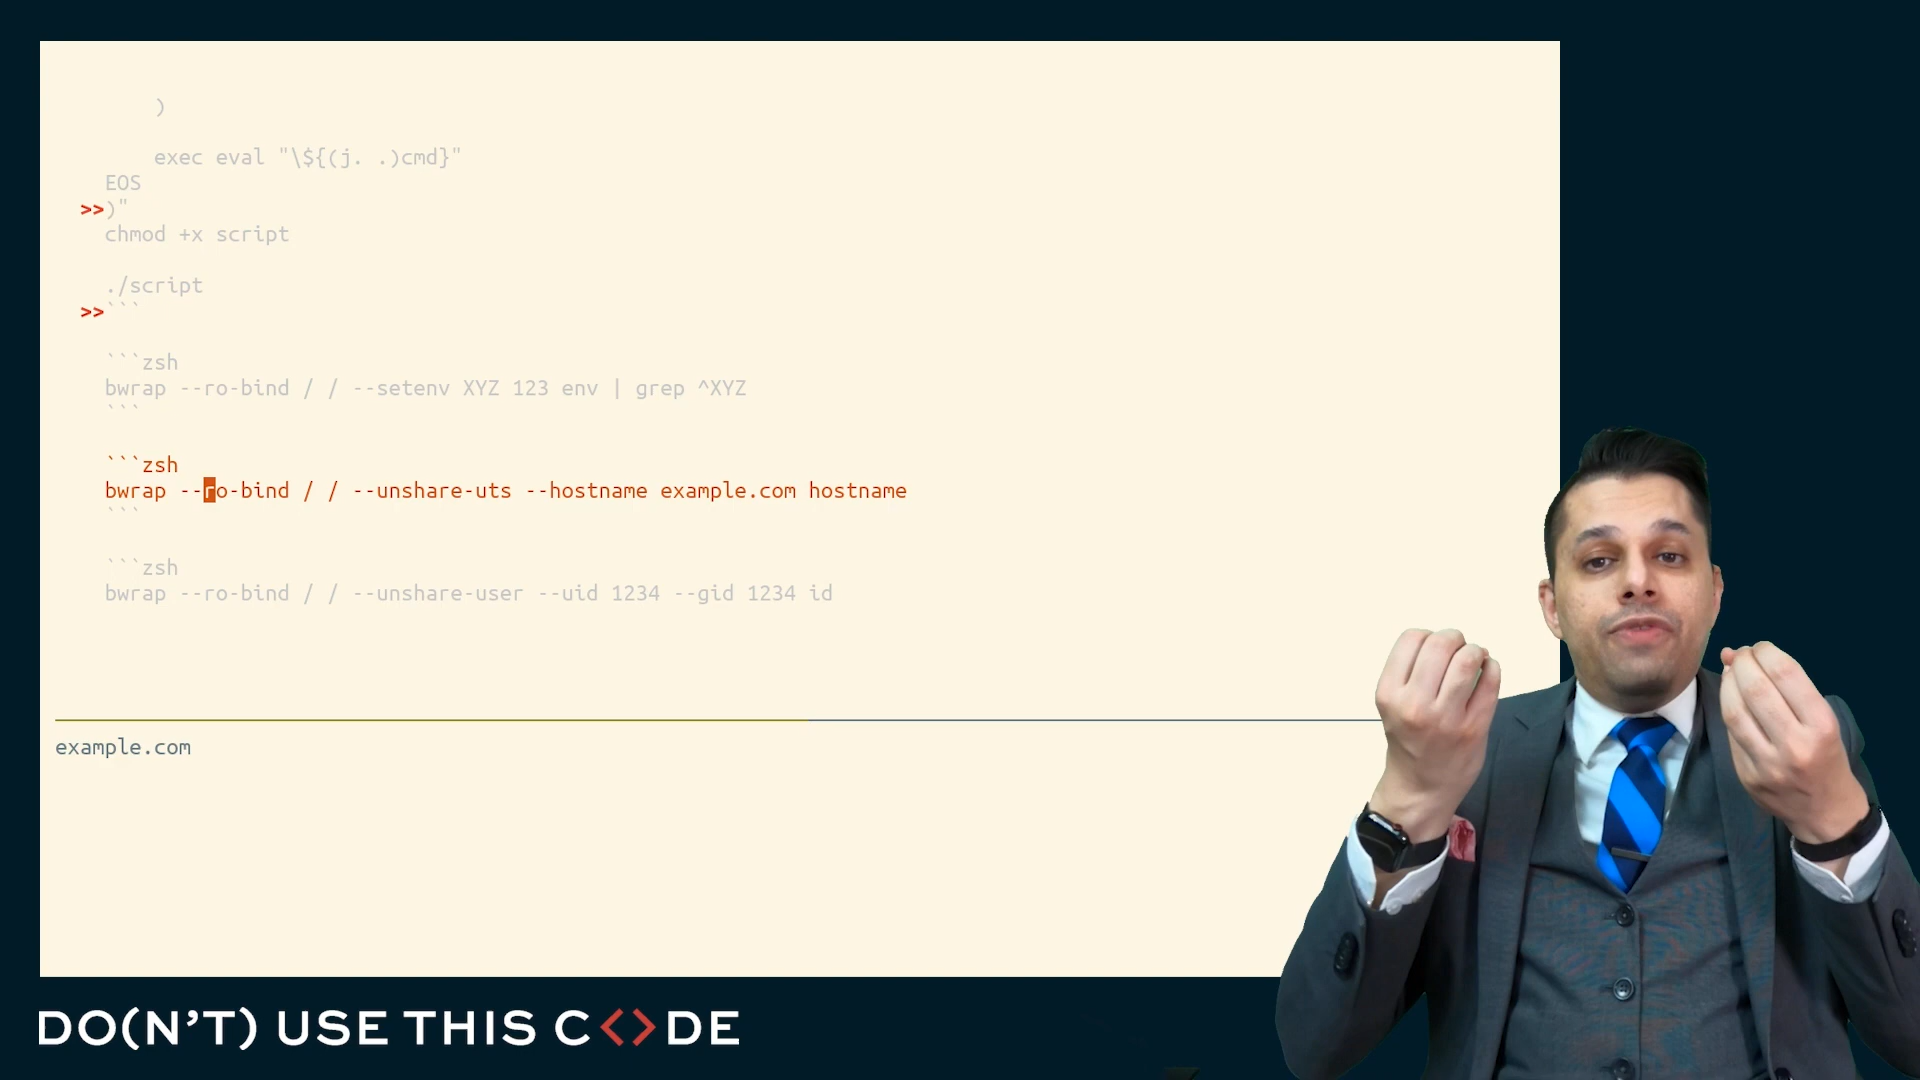 )
exec eval "\${(j. .)cmd}"
EOS
>>)"
chmod +x script
./script
>>```
```zsh
bwrap --ro-bind / / --setenv XYZ 123 env | grep ^XYZ
```
```zsh
bwrap --ro-bind / / --unshare-uts --hostname example.com hostname
```
```zsh
bwrap --ro-bind / / --unshare-user --uid 1234 --gid 1234 id
example.com
DO(N'T) USE THIS C<>DE